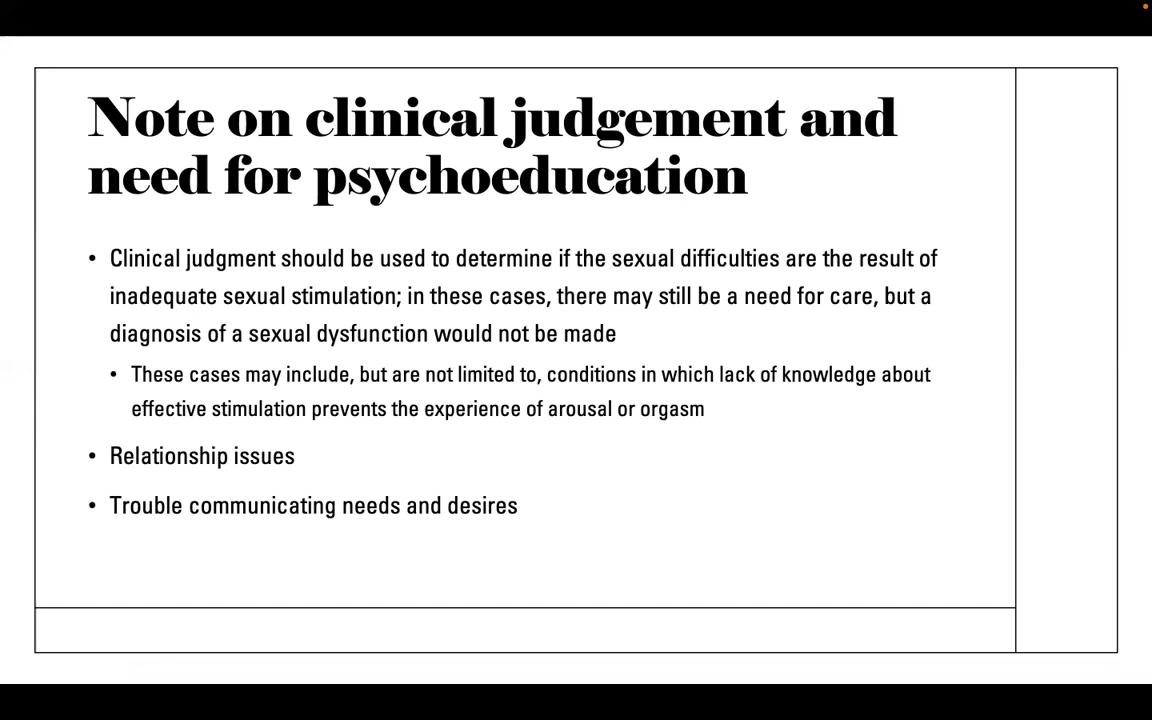 Note on clinical judgement and
need for psychoeducation
• Clinical judgment should be used to determine if the sexual difficulties are the result of
inadequate sexual stimulation; in these cases, there may still be a need for care, but a
diagnosis of a sexual dysfunction would not be made
• These cases may include, but are not limited to, conditions in which lack of knowledge about
effective stimulation prevents the experience of arousal or orgasm
• Relationship issues
• Trouble communicating needs and desires